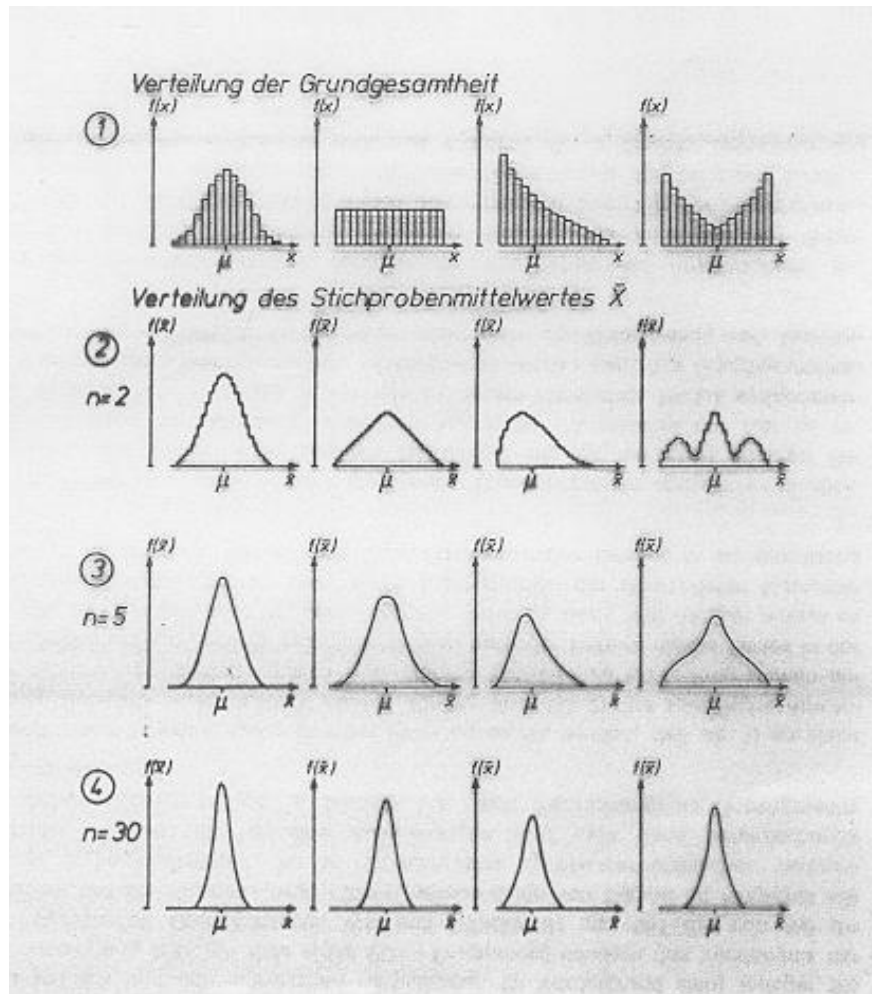 Verteilung der Grundgesamtheit
① f(x) f(x) f(x) f(x)
μ x μ x μ x μ x
Verteilung des Stichprobenmittelwertes X̄
② f(x̄) f(x̄) f(x̄) f(x̄)
n=2
μ x̄ μ x̄ μ x̄ μ x̄
③ f(x̄) f(x̄) f(x̄) f(x̄)
n=5
μ x̄ μ x̄ μ x̄ μ x̄
④ f(x̄) f(x̄) f(x̄) f(x̄)
n=30
μ x̄ μ x̄ μ x̄ μ x̄